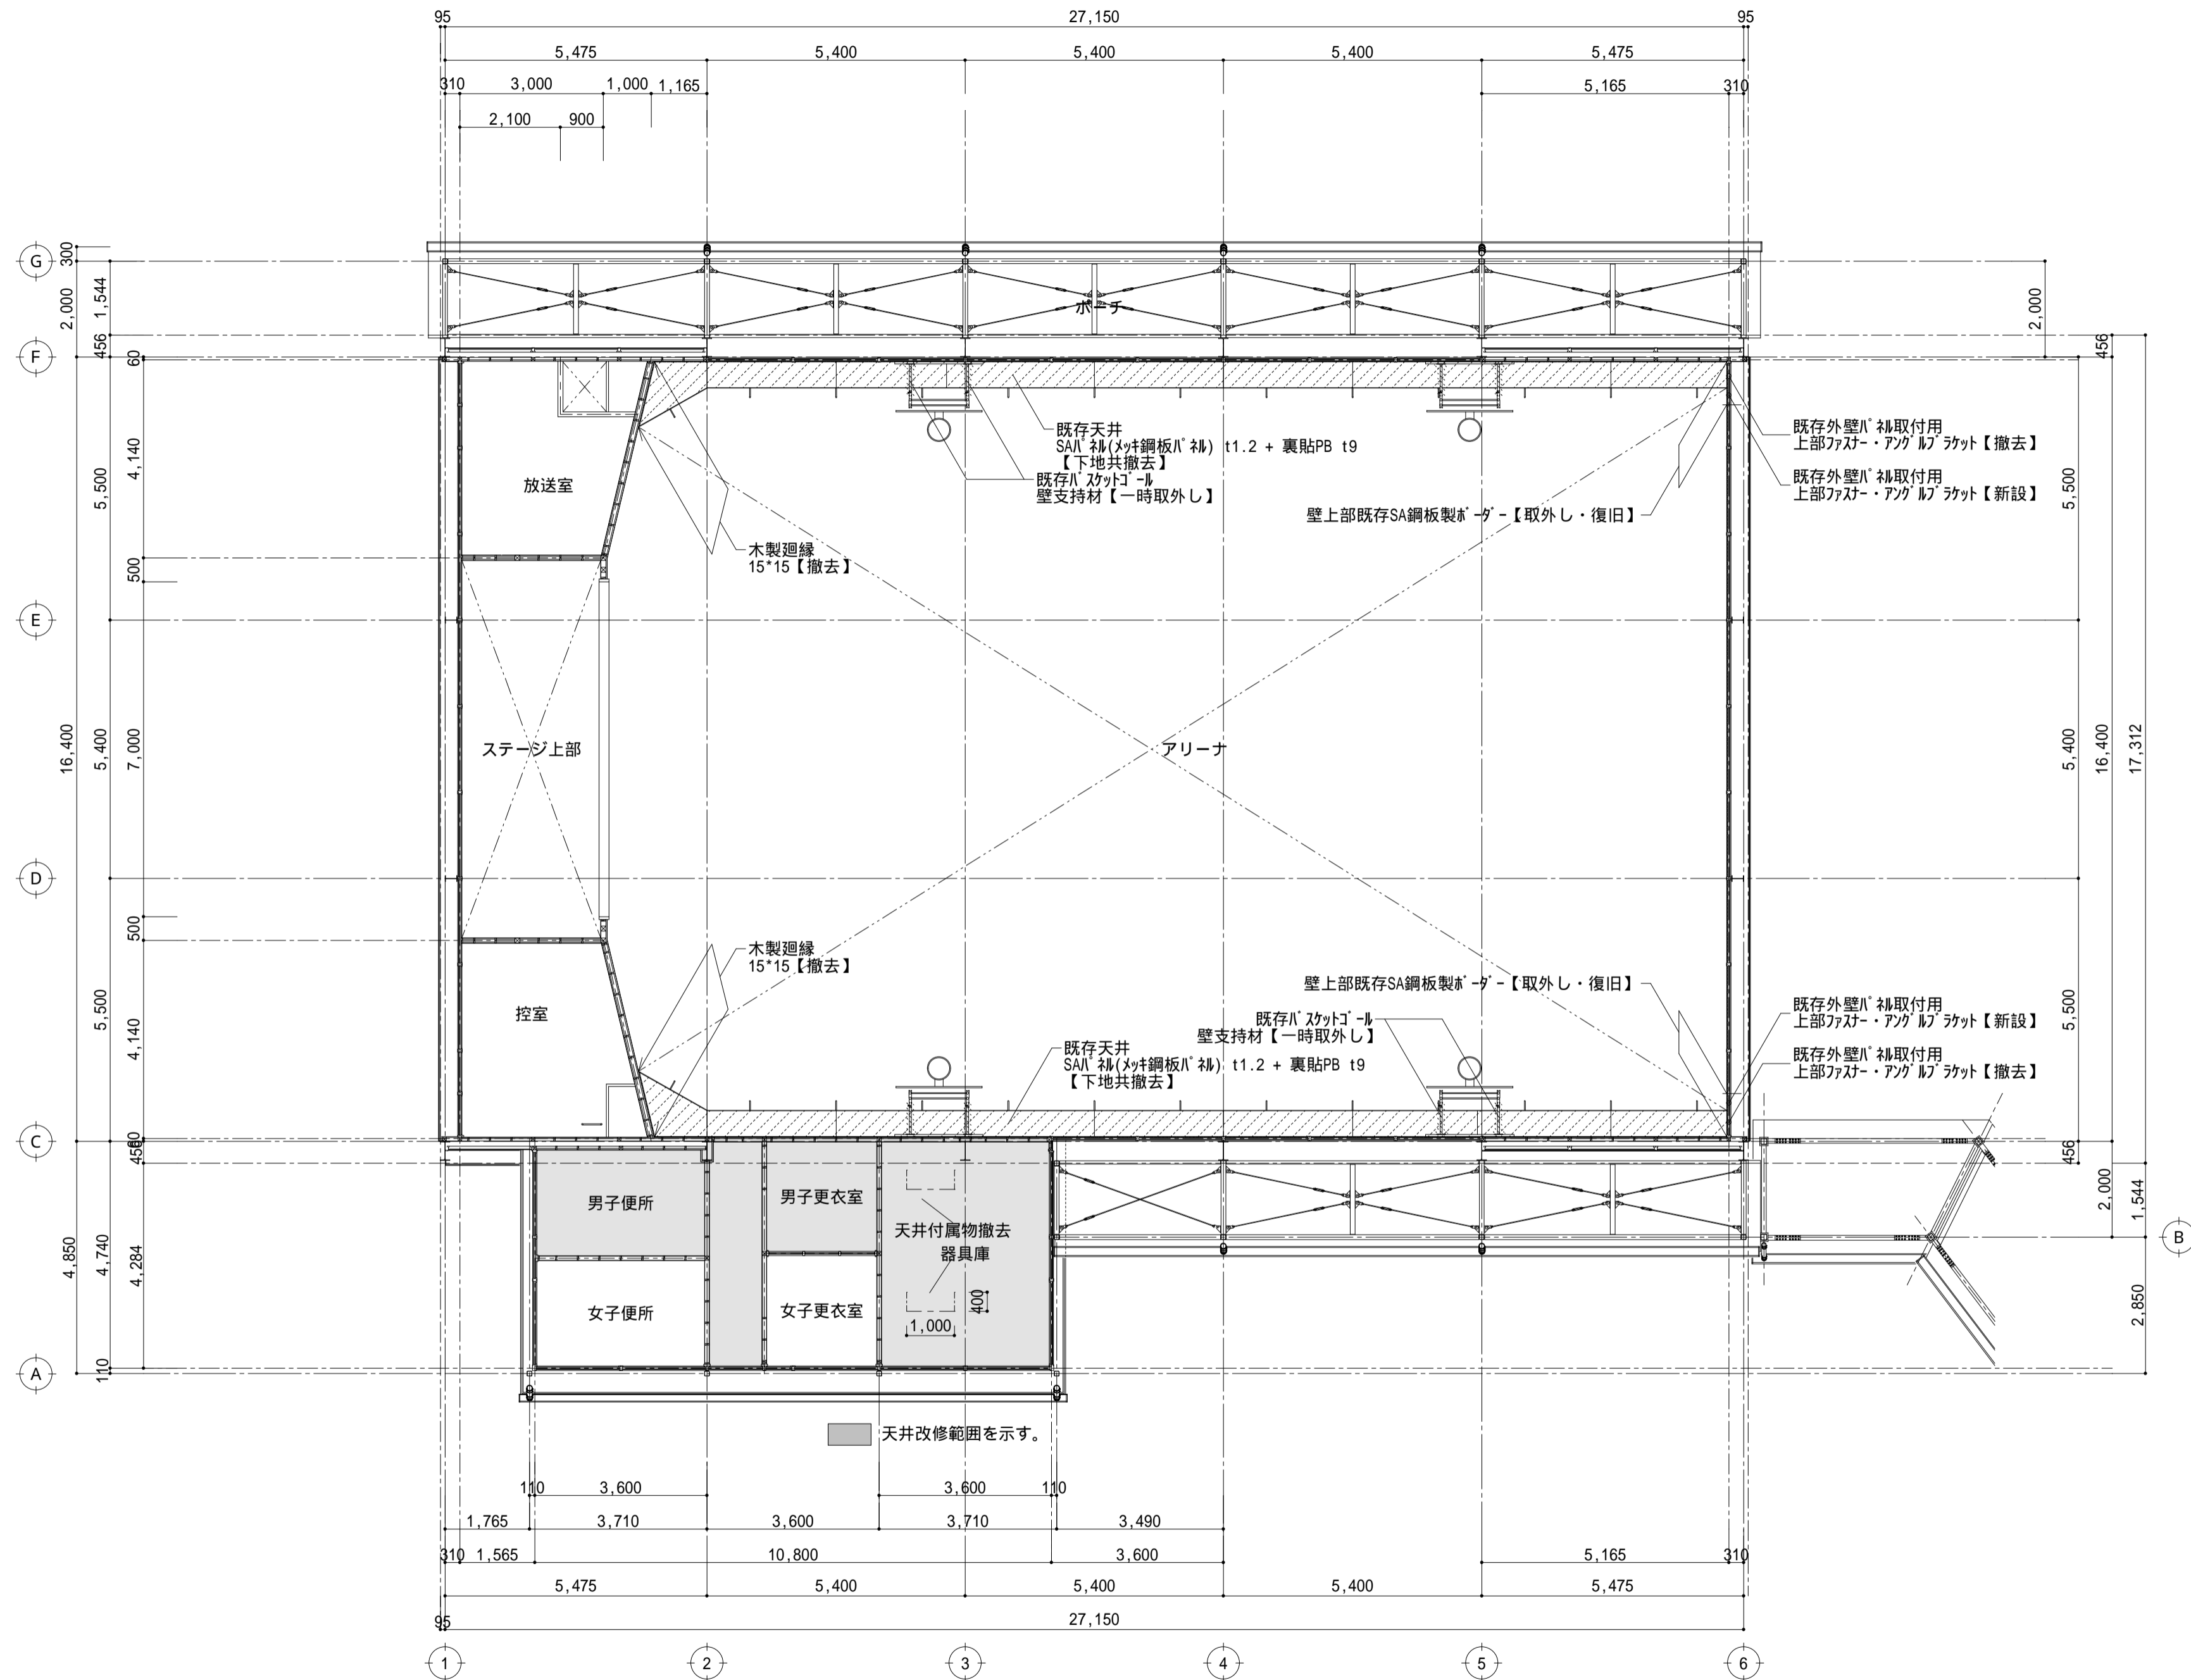 95 27,150 95
5,475 5,400 5,400 5,400 5,475
310 3,000 1,000 1,165 5,165 310
2,100 900
G
300
2,000
1,544
456
ポーチ
2,000
456
F
60
既存天井
SAﾊﾟﾈﾙ(ﾒｯｷ鋼板ﾊﾟﾈﾙ) t1.2 + 裏貼PB t9
【下地共撤去】
既存ﾊﾞｽｹｯﾄｺﾞｰﾙ
壁支持材【一時取外し】
既存外壁ﾊﾟﾈﾙ取付用
上部ﾌｧｽﾅｰ・ｱﾝｸﾞﾙﾌﾞﾗｹｯﾄ【撤去】
既存外壁ﾊﾟﾈﾙ取付用
上部ﾌｧｽﾅｰ・ｱﾝｸﾞﾙﾌﾞﾗｹｯﾄ【新設】
壁上部既存SA鋼板製ﾎﾞｰﾀﾞｰ【取外し・復旧】
放送室
5,500
4,140
5,500
木製廻縁
15*15【撤去】
500
E
16,400
5,400
7,000
ステージ上部
アリーナ
5,400
16,400
17,312
D
500
木製廻縁
15*15【撤去】
壁上部既存SA鋼板製ﾎﾞｰﾀﾞｰ【取外し・復旧】
既存ﾊﾞｽｹｯﾄｺﾞｰﾙ
壁支持材【一時取外し】
既存天井
SAﾊﾟﾈﾙ(ﾒｯｷ鋼板ﾊﾟﾈﾙ) t1.2 + 裏貼PB t9
【下地共撤去】
既存外壁ﾊﾟﾈﾙ取付用
上部ﾌｧｽﾅｰ・ｱﾝｸﾞﾙﾌﾞﾗｹｯﾄ【新設】
既存外壁ﾊﾟﾈﾙ取付用
上部ﾌｧｽﾅｰ・ｱﾝｸﾞﾙﾌﾞﾗｹｯﾄ【撤去】
控室
5,500
4,140
5,500
C
456
60
456
男子便所
男子更衣室
天井付属物撤去
器具庫
女子便所
女子更衣室
400
1,000
4,850
4,740
4,284
2,000
1,544
B
2,850
A
110
天井改修範囲を示す。
110 3,600 3,600 110
1,765 3,710 3,600 3,710 3,490
310 1,565 10,800 3,600 5,165 310
5,475 5,400 5,400 5,400 5,475
95 27,150
1 2 3 4 5 6